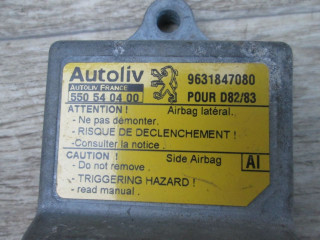 Autoliv 9631847080
AUTOLIV FRANCE
550 54 04 00 POUR D82/83
ATTENTION ! Airbag latéral.
- Ne pas démonter.
- RISQUE DE DECLENCHEMENT !
-Consulter la notice .
CAUTION ! Side Airbag AI
- Do not remove .
- TRIGGERING HAZARD !
- read manual .